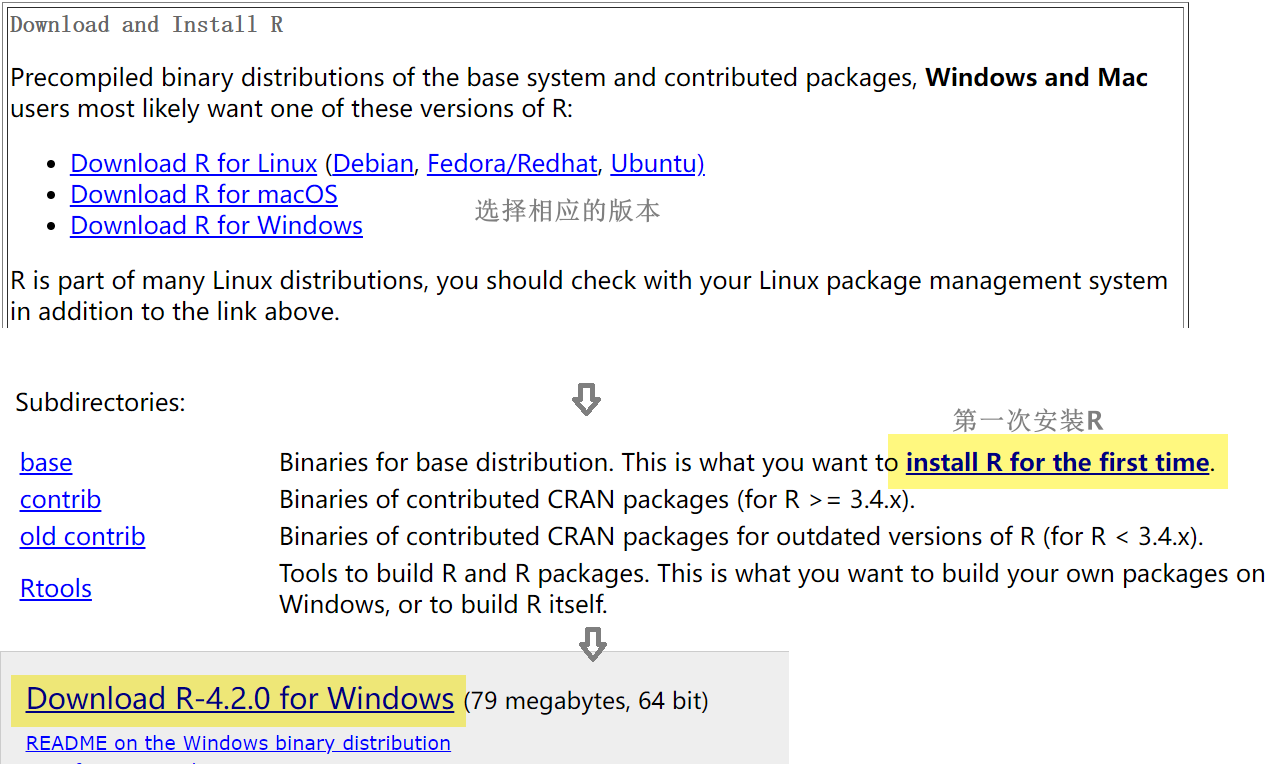 Download and Install R
Precompiled binary distributions of the base system and contributed packages, Windows and Mac
users most likely want one of these versions of R:
Download R for Linux (Debian, Fedora/Redhat, Ubuntu)
Download R for macOS
选择相应的版本
Download R for Windows
R is part of many Linux distributions, you should check with your Linux package management system
in addition to the link above.
Subdirectories:
第一次安装R
base Binaries for base distribution. This is what you want to install R for the first time.
contrib Binaries of contributed CRAN packages (for R >= 3.4.x).
old contrib Binaries of contributed CRAN packages for outdated versions of R (for R < 3.4.x).
Rtools Tools to build R and R packages. This is what you want to build your own packages on
Windows, or to build R itself.
Download R-4.2.0 for Windows (79 megabytes, 64 bit)
README on the Windows binary distribution